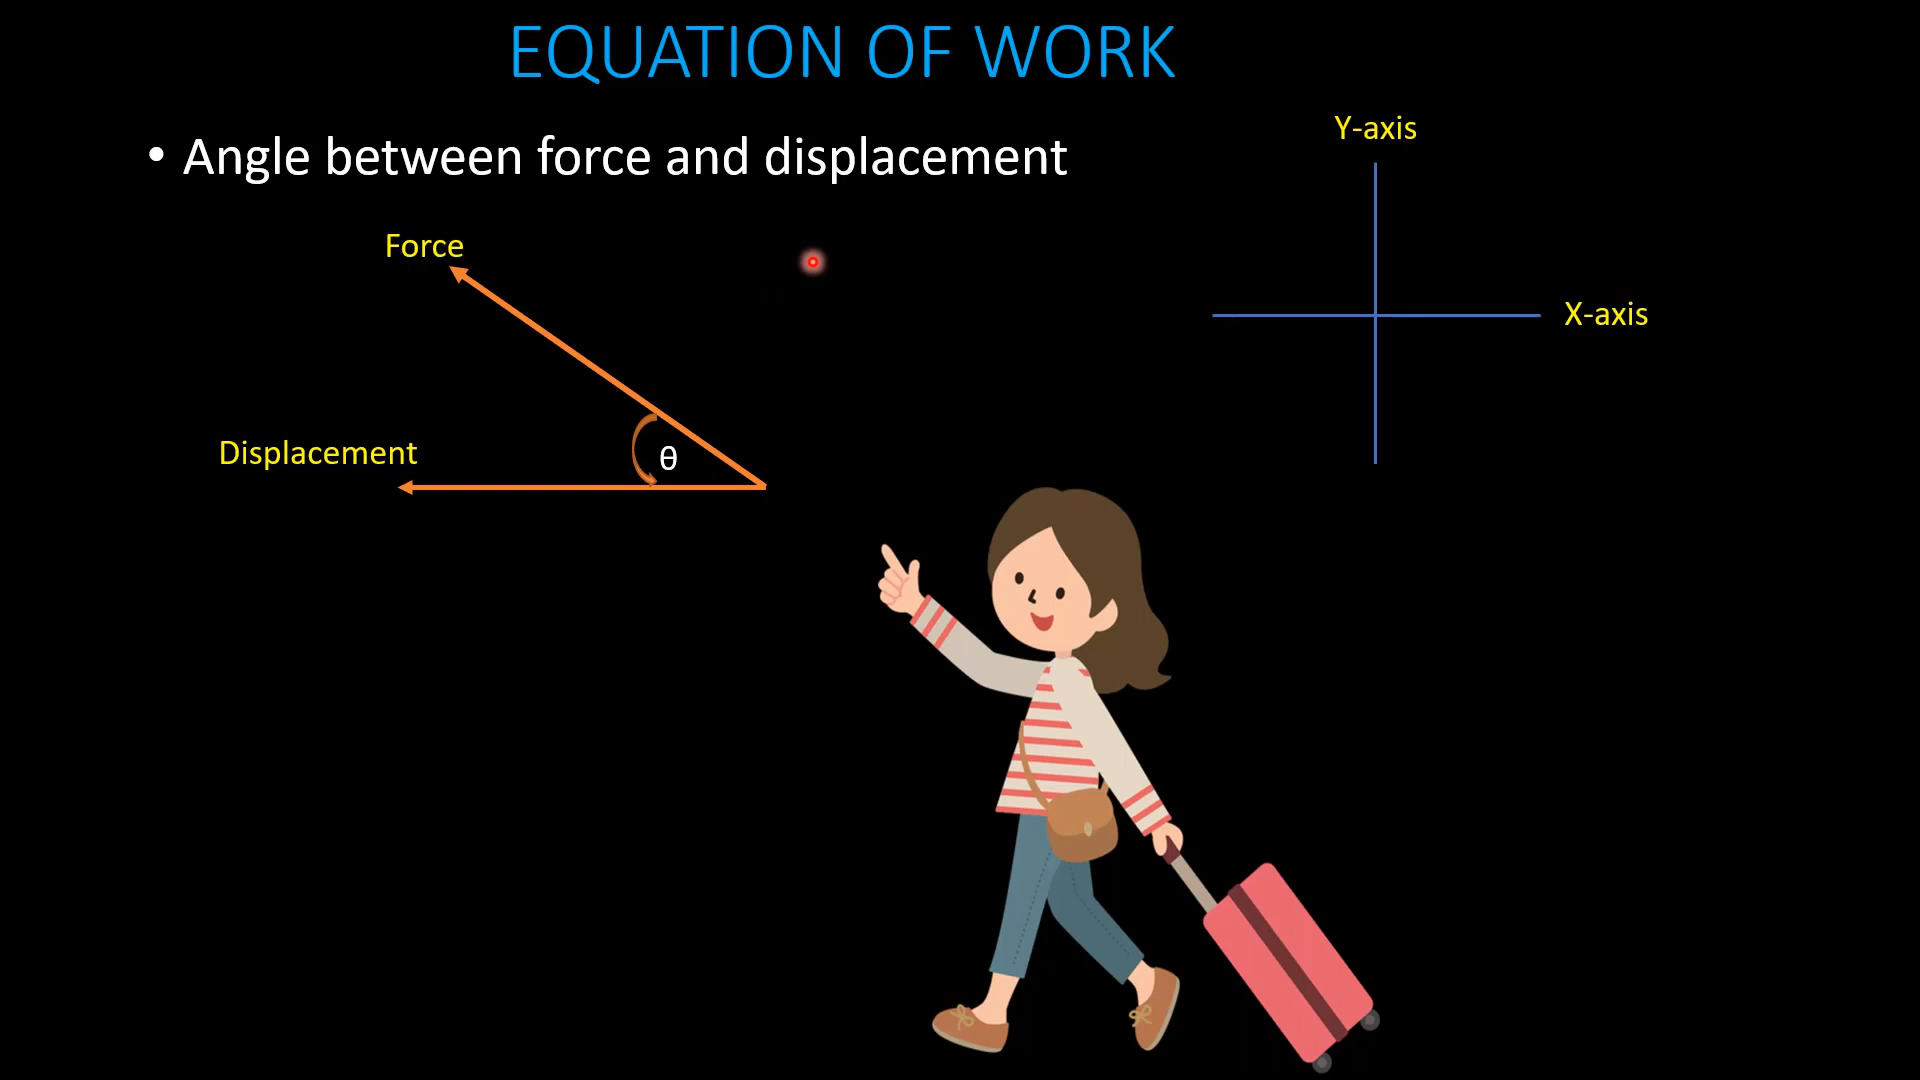 EQUATION OF WORK
• Angle between force and displacement
Y-axis
Force
X-axis
Displacement
θ